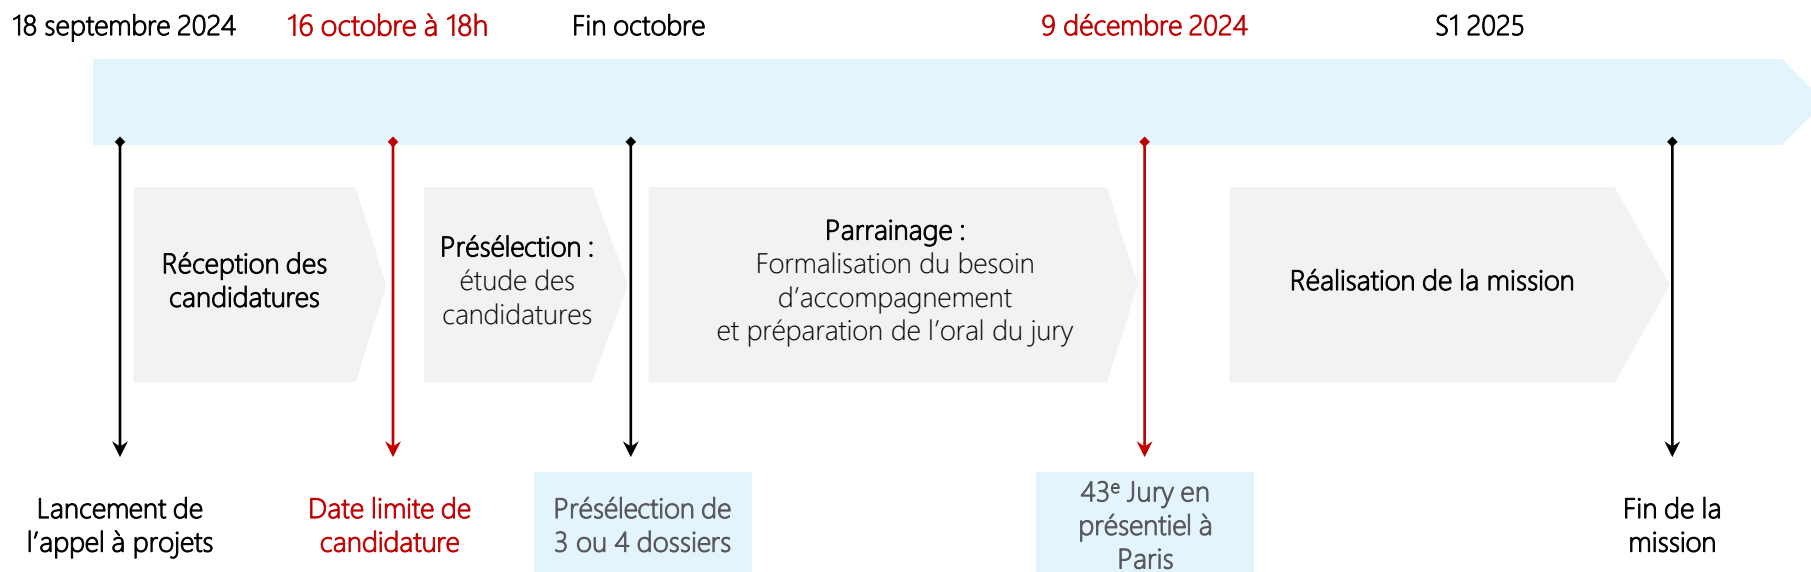 18 septembre 2024
16 octobre à 18h
Fin octobre
9 décembre 2024
S1 2025
Réception des
candidatures
Présélection :
étude des
candidatures
Parrainage :
Formalisation du besoin
d’accompagnement
et préparation de l’oral du jury
Réalisation de la mission
Lancement de
l’appel à projets
Date limite de
candidature
Présélection de
3 ou 4 dossiers
43e Jury en
présentiel à
Paris
Fin de la
mission